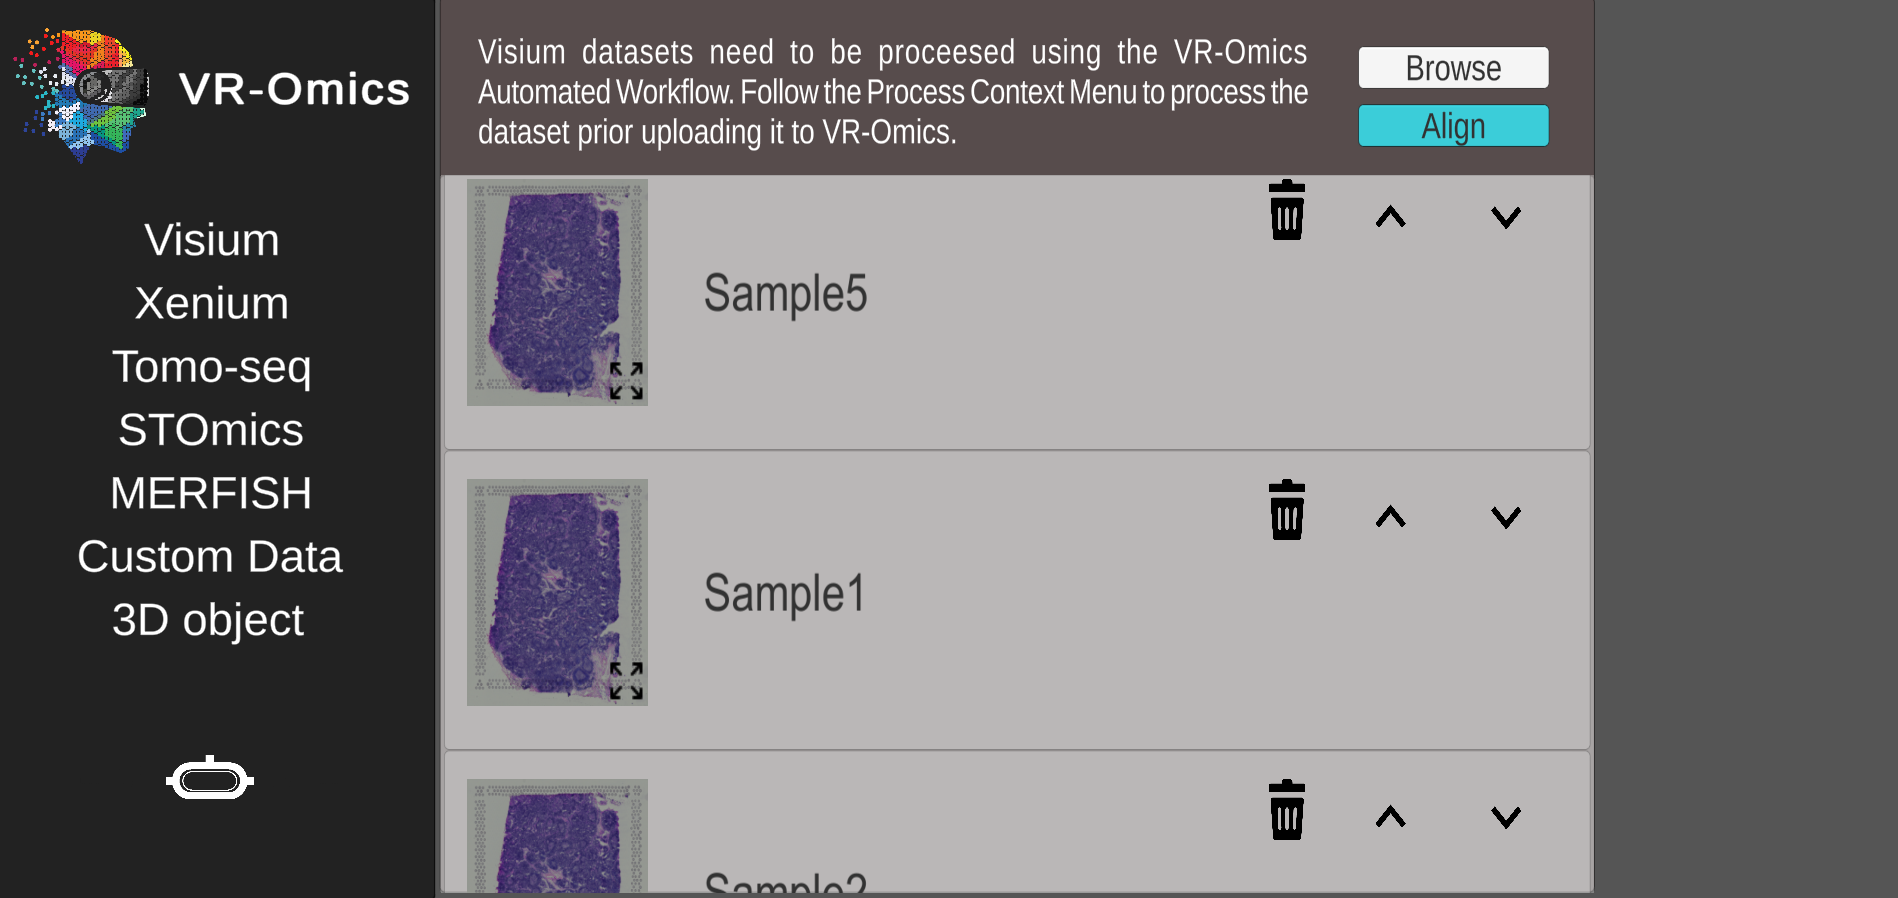 VR-Omics
Visium
Xenium
Tomo-seq
STOmics
MERFISH
Custom Data
3D object
Visium datasets need to be proceesed using the VR-Omics
Automated Workflow. Follow the Process Context Menu to process the
dataset prior uploading it to VR-Omics.
Browse
Align
Sample5
Sample1
Sample2